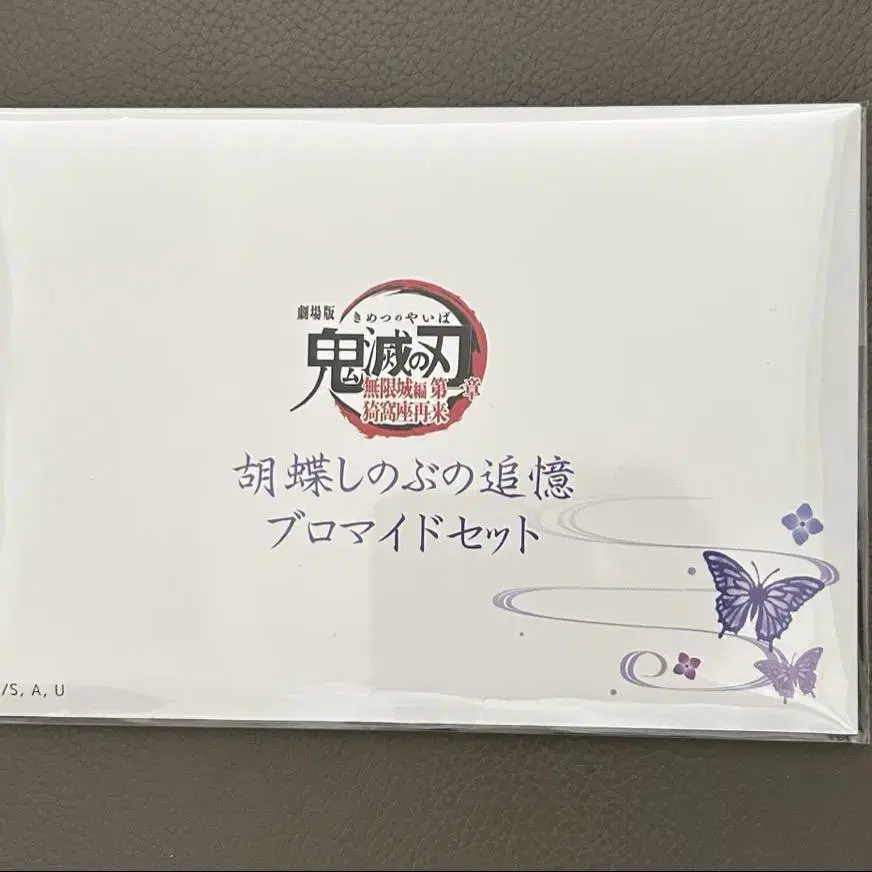 劇場版 きめつのやいば
鬼滅の刃
無限城編 第一章
猗窩座再来
胡蝶しのぶの追憶
ブロマイドセット
/S, A, U